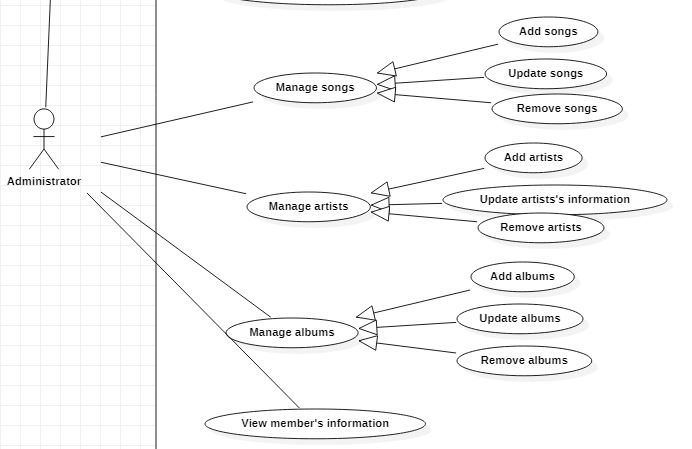 Add songs
Manage songs
Update songs
Remove songs
Administrator
Add artists
Manage artists
Update artists's information
Remove artists
Add albums
Manage albums
Update albums
Remove albums
View member's information